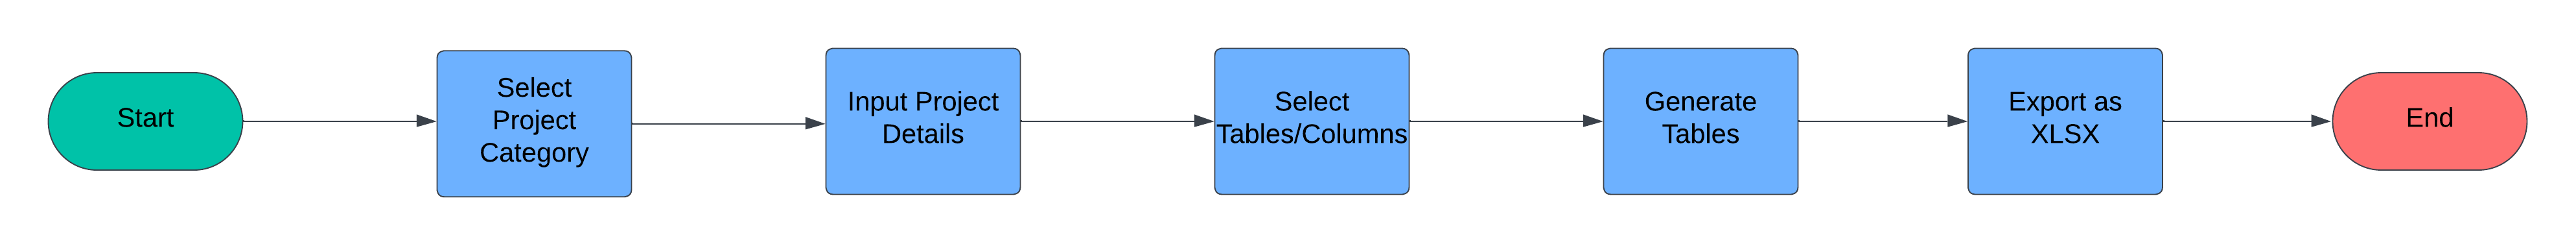 Start
Select
Project
Category
Input Project
Details
Select
Tables/Columns
Generate
Tables
Export as
XLSX
End